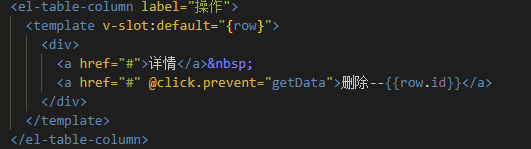 <el-table-column label="操作">
<template v-slot:default="{row}">
<div>
<a href="#">详情</a>&nbsp;
<a href="#" @click.prevent="getData">删除--{{row.id}}</a>
</div>
</template>
</el-table-column>